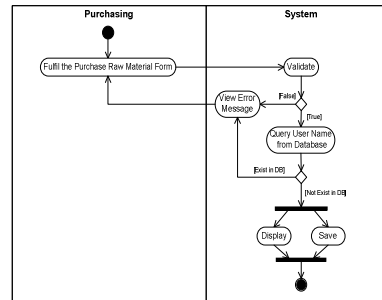 Purchasing
System
Fulfil the Purchase Raw Material Form
Validate
[False]
View Error
Message
[True]
Query User Name
from Database
[Exist in DB]
[Not Exist in DB]
Display
Save